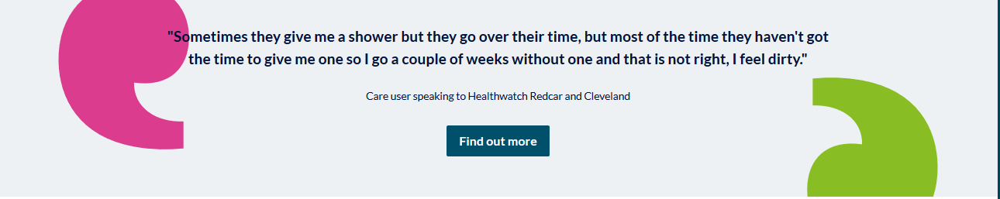 "Sometimes they give me a shower but they go over their time, but most of the time they haven't got
the time to give me one so I go a couple of weeks without one and that is not right, I feel dirty."
Care user speaking to Healthwatch Redcar and Cleveland
Find out more